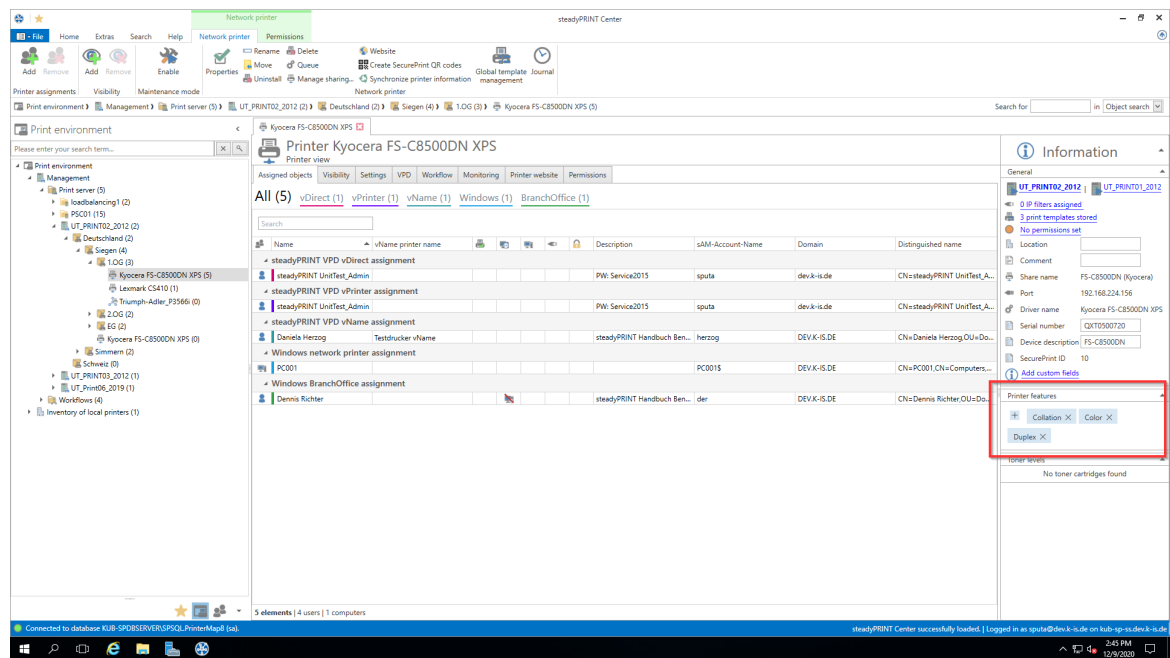 Network printer
steadyPRINT Center
File Home Extras Search Help Network printer Permissions
Add Remove Add Remove Enable Properties
Rename Delete Website
Move Queue Create SecurePrint QR codes
Uninstall Manage sharing... Synchronize printer information
Global template management Journal
Printer assignments Visibility Maintenance mode Network printer
Print environment Management Print server (5) UT_PRINT02_2012 (2) Deutschland (2) Siegen (4) 1.OG (3) Kyocera FS-C8500DN XPS (5)
Search for in Object search
Print environment
Please enter your search term...
Print environment
Management
Print server (5)
loadbalancing1 (2)
PSC01 (15)
UT_PRINT02_2012 (2)
Deutschland (2)
Siegen (4)
1.OG (3)
Kyocera FS-C8500DN XPS (5)
Lexmark CS410 (1)
Triumph-Adler_P3566i (0)
2.OG (2)
EG (2)
Kyocera FS-C8500DN XPS (0)
Simmern (2)
Schweiz (0)
UT_PRINT03_2012 (1)
UT_Print06_2019 (1)
Workflows (4)
Inventory of local printers (1)
Kyocera FS-C8500DN XPS
Printer Kyocera FS-C8500DN XPS
Printer view
Assigned objects Visibility Settings VPD Workflow Monitoring Printer website Permissions
All (5) vDirect (1) vPrinter (1) vName (1) Windows (1) BranchOffice (1)
Search
Name vName printer name Description sAM-Account-Name Domain Distinguished name
steadyPRINT VPD vDirect assignment
steadyPRINT UnitTest_Admin PW: Service2015 sputa dev.k-is.de CN=steadyPRINT UnitTest_A...
steadyPRINT VPD vPrinter assignment
steadyPRINT UnitTest_Admin PW: Service2015 sputa dev.k-is.de CN=steadyPRINT UnitTest_A...
steadyPRINT VPD vName assignment
Daniela Herzog Testdrucker vName steadyPRINT Handbuch Ben... herzog DEV.K-IS.DE CN=Daniela Herzog,OU=Do...
Windows network printer assignment
PC001 PC001$ DEV.K-IS.DE CN=PC001,CN=Computers,...
Windows BranchOffice assignment
Dennis Richter steadyPRINT Handbuch Ben... der DEV.K-IS.DE CN=Dennis Richter,OU=Do...
5 elements | 4 users | 1 computers
Information
General
UT_PRINT02_2012 | UT_PRINT01_2012
0 IP filters assigned
3 print templates stored
No permissions set
Location
Comment
Share name FS-C8500DN (Kyocera)
Port 192.168.224.156
Driver name Kyocera FS-C8500DN XPS
Serial number QXT0500720
Device description FS-C8500DN
SecurePrint ID 10
Add custom fields
Printer features
+ Collation Color
Duplex
Toner levels
No toner cartridges found
Connected to database KUB-SPDBSERVER\SPSQL.PrinterMap8 (sa).
steadyPRINT Center successfully loaded. | Logged in as sputa@dev.k-is.de on kub-sp-ss.dev.k-is.de
2:45 PM
12/9/2020